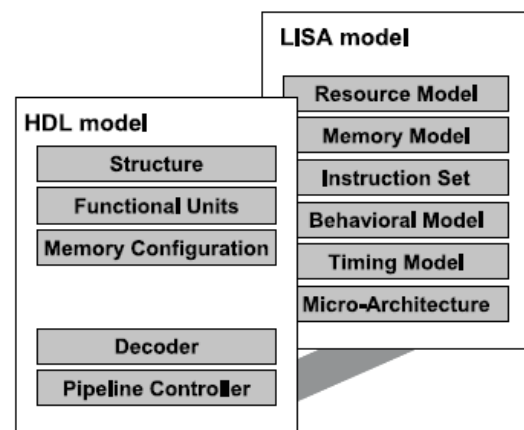 LISA model
Resource Model
Memory Model
Instruction Set
Behavioral Model
Timing Model
Micro-Architecture
HDL model
Structure
Functional Units
Memory Configuration
Decoder
Pipeline Controller